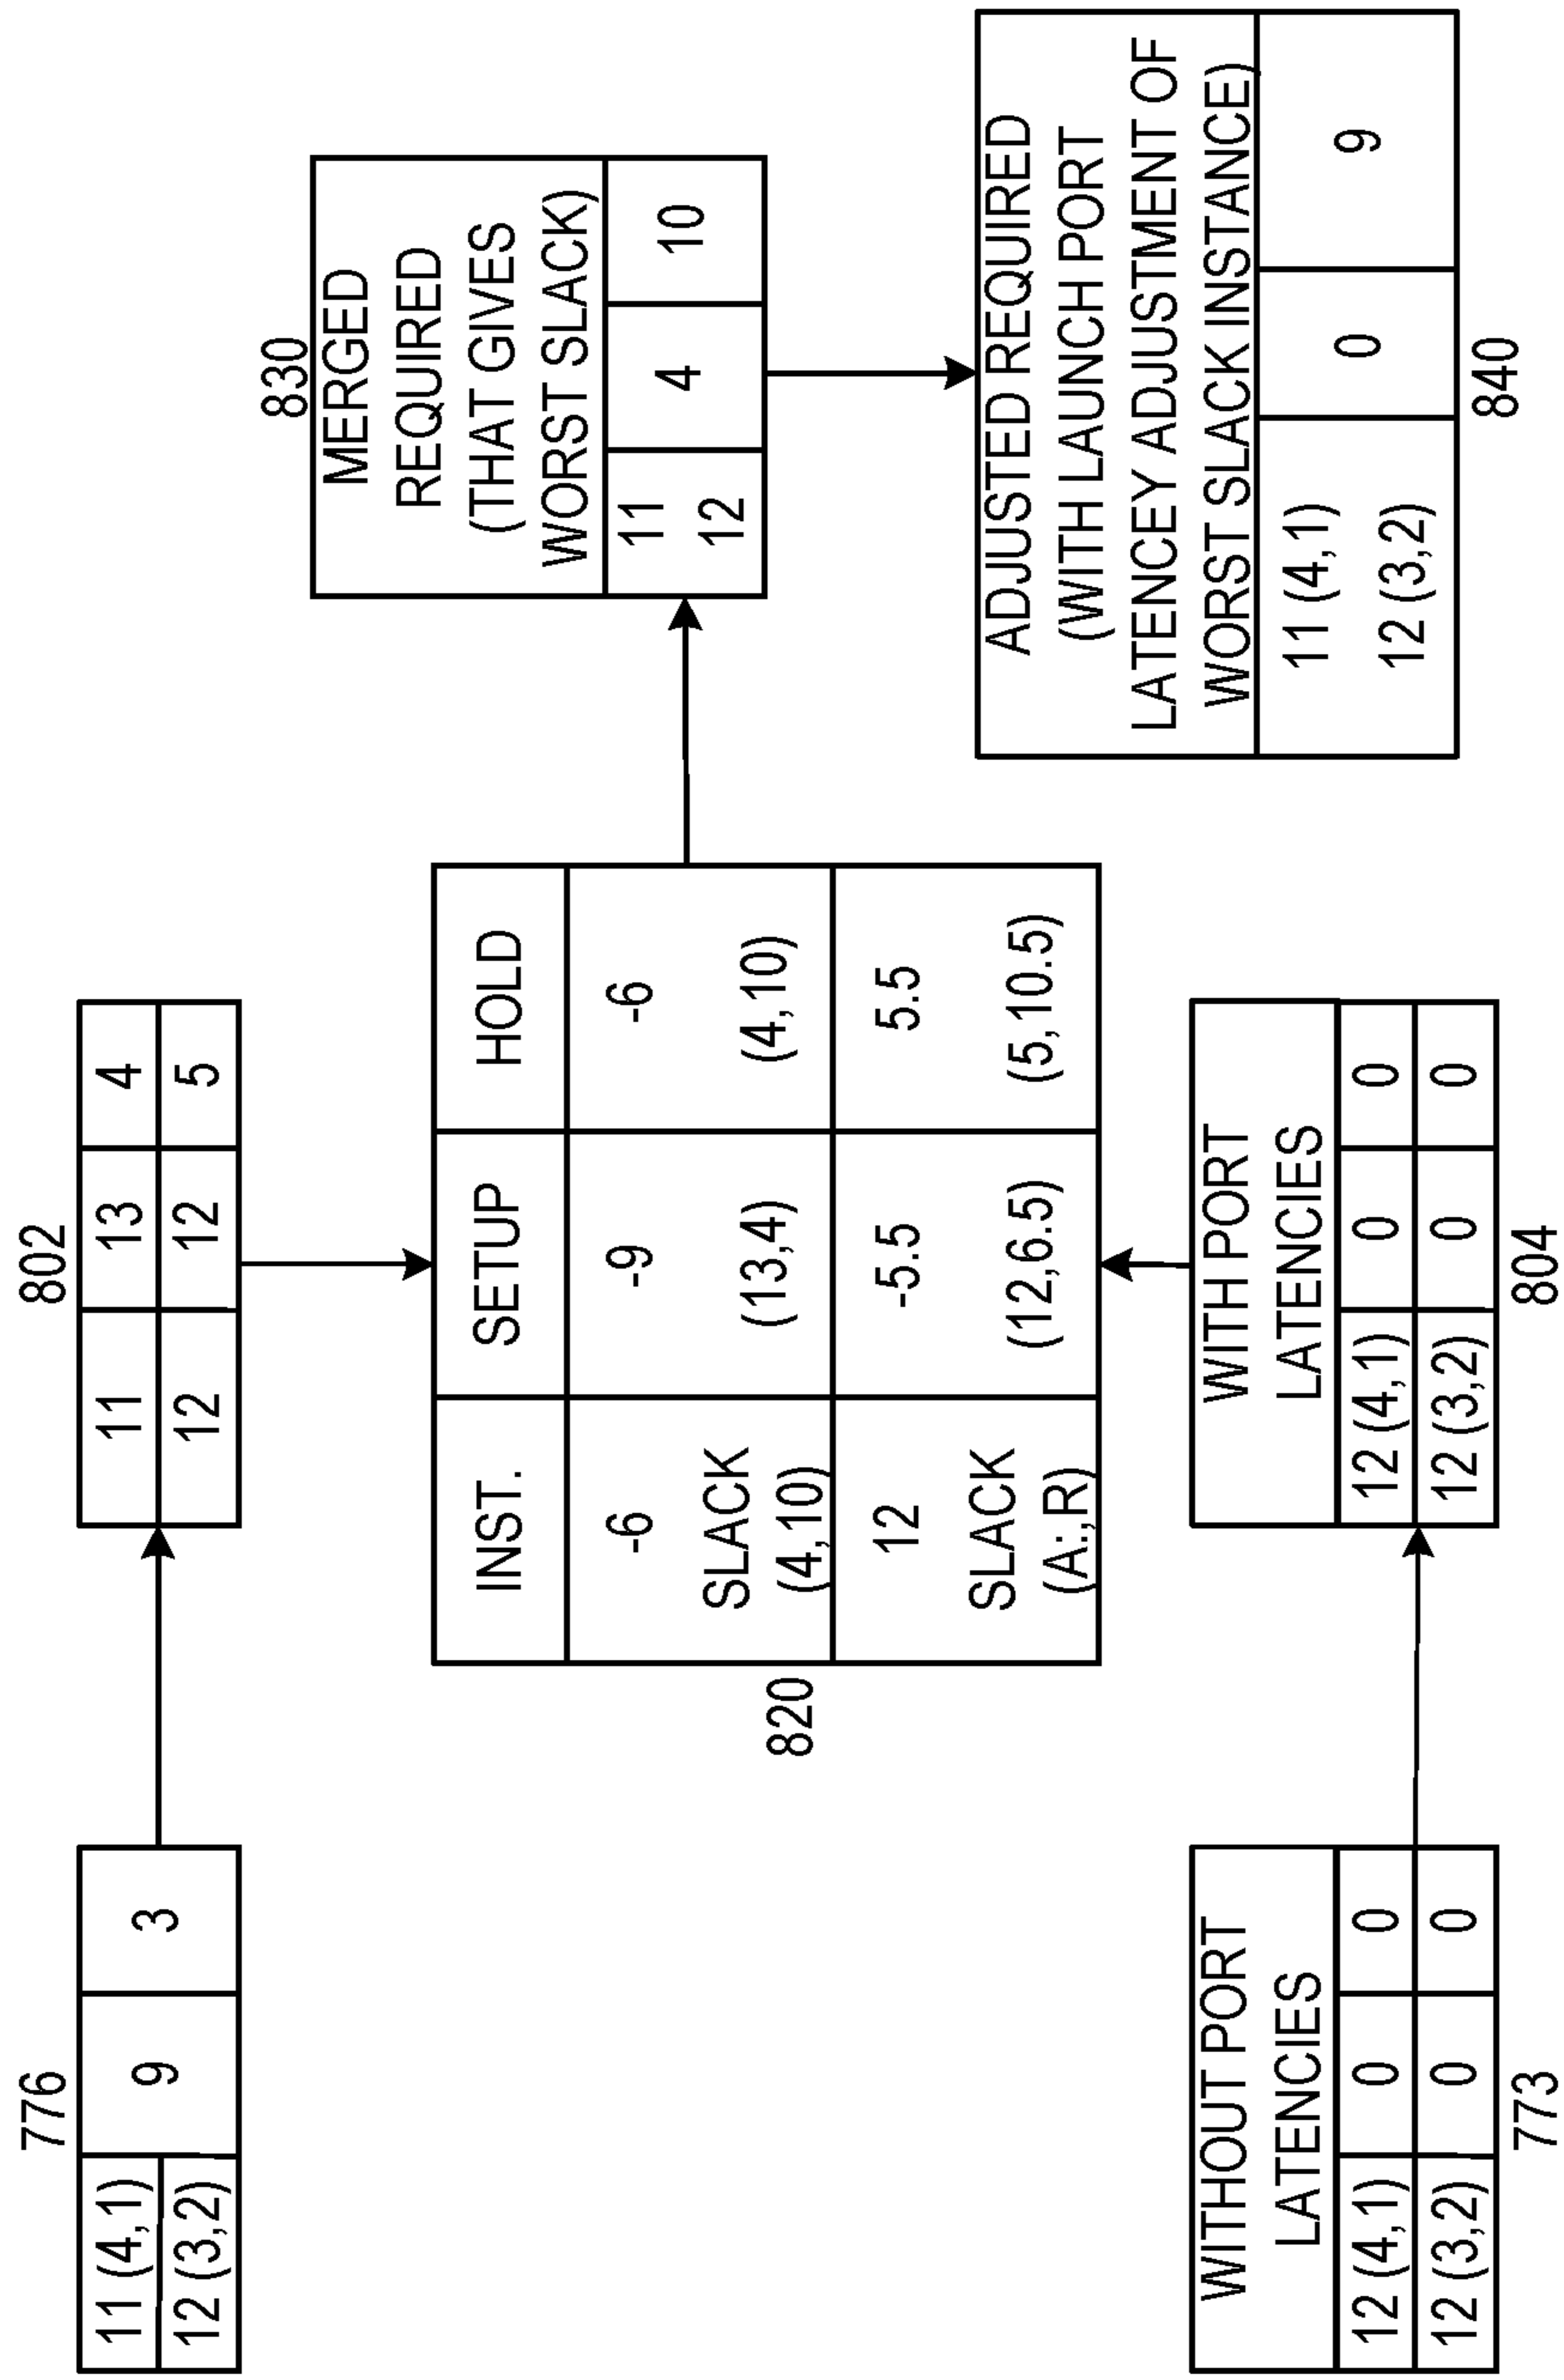 776
11 (4,1) 9 3
12 (3,2)
802
11 13 4
12 12 5
830
MERGED
REQUIRED
(THAT GIVES
WORST SLACK)
11 4 10
12
820
INST. SETUP HOLD
-6 -9 -6
SLACK (13,4) (4,10)
(4,10)
12 -5.5 5.5
SLACK (12,6.5) (5,10.5)
(A:,R)
ADJUSTED REQUIRED
(WITH LAUNCH PORT
LATENCEY ADJUSTMENT OF
WORST SLACK INSTANCE)
11 (4,1) 0 9
12 (3,2)
840
WITHOUT PORT
LATENCIES
12 (4,1) 0 0
12 (3,2) 0 0
773
WITH PORT
LATENCIES
12 (4,1) 0 0
12 (3,2) 0 0
804